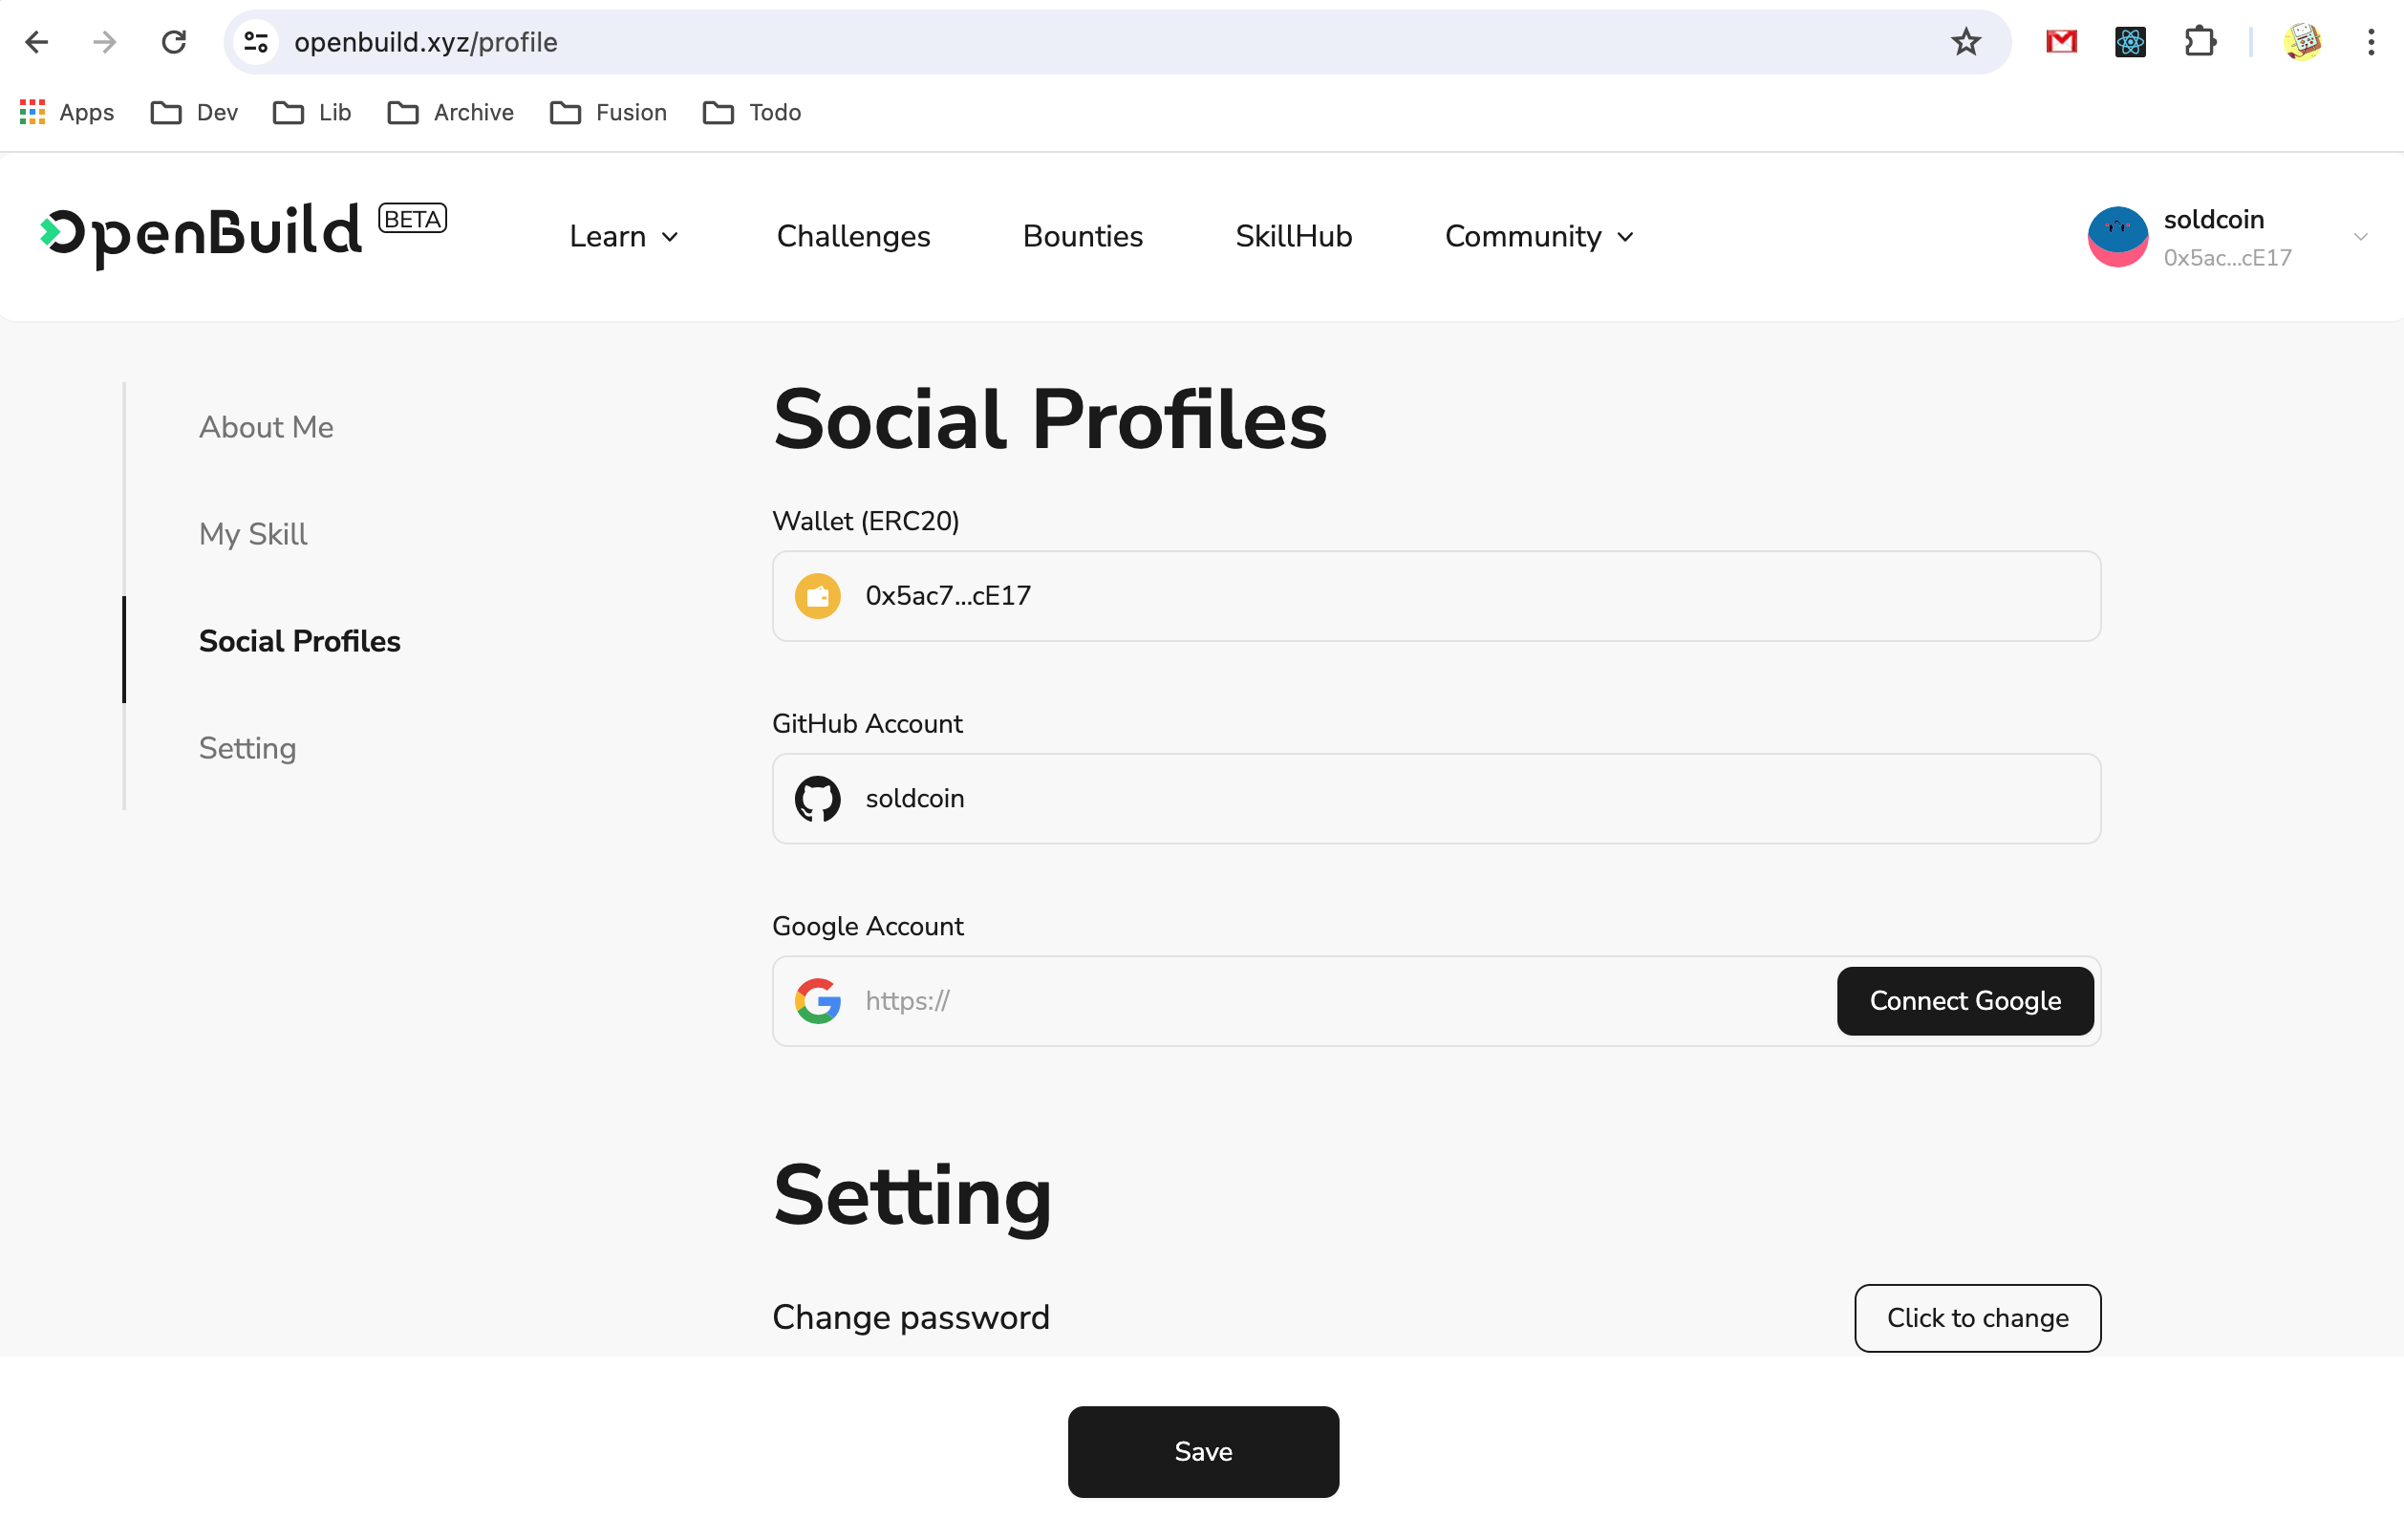 openbuild.xyz/profile
Apps Dev Lib Archive Fusion Todo
OpenBuild BETA Learn Challenges Bounties SkillHub Community soldcoin
0x5ac...cE17
About Me
My Skill
Social Profiles
Setting
Social Profiles
Wallet (ERC20)
0x5ac7...cE17
GitHub Account
soldcoin
Google Account
https:// Connect Google
Setting
Change password Click to change
Save